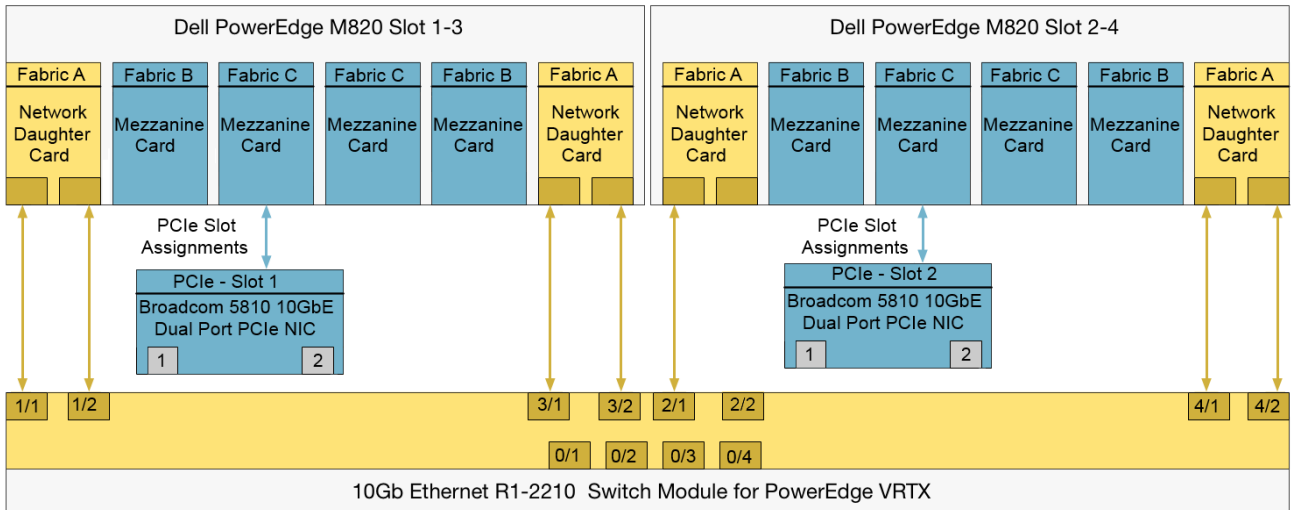 Dell PowerEdge M820 Slot 1-3
Dell PowerEdge M820 Slot 2-4
Fabric A
Fabric B
Fabric C
Fabric C
Fabric B
Fabric A
Fabric A
Fabric B
Fabric C
Fabric C
Fabric B
Fabric A
Network
Daughter
Card
Mezzanine
Card
Mezzanine
Card
Mezzanine
Card
Mezzanine
Card
Network
Daughter
Card
Network
Daughter
Card
Mezzanine
Card
Mezzanine
Card
Mezzanine
Card
Mezzanine
Card
Network
Daughter
Card
PCIe Slot
Assignments
PCIe Slot
Assignments
PCIe - Slot 1
Broadcom 5810 10GbE
Dual Port PCIe NIC
1
2
PCIe - Slot 2
Broadcom 5810 10GbE
Dual Port PCIe NIC
1
2
1/1
1/2
3/1
3/2
2/1
2/2
4/1
4/2
0/1
0/2
0/3
0/4
10Gb Ethernet R1-2210 Switch Module for PowerEdge VRTX